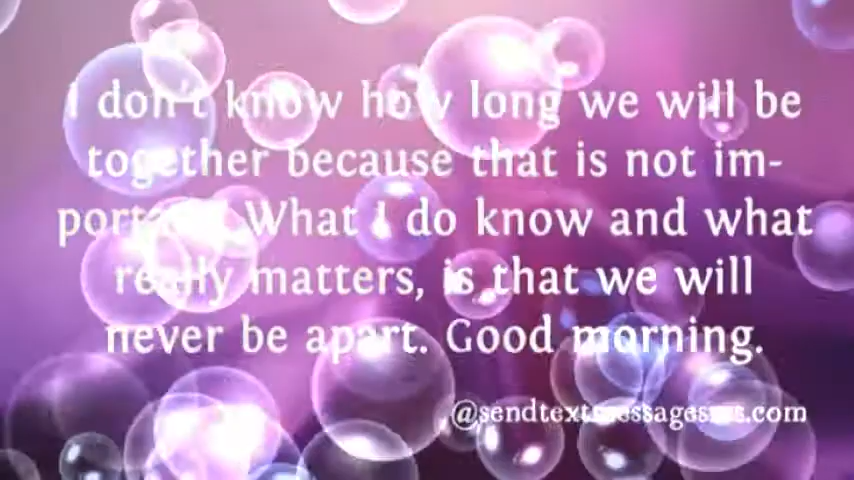 I don't know how long we will be
together because that is not im-
portant. What I do know and what
really matters, is that we will
never be apart. Good morning.
@sendtextmessagesms.com